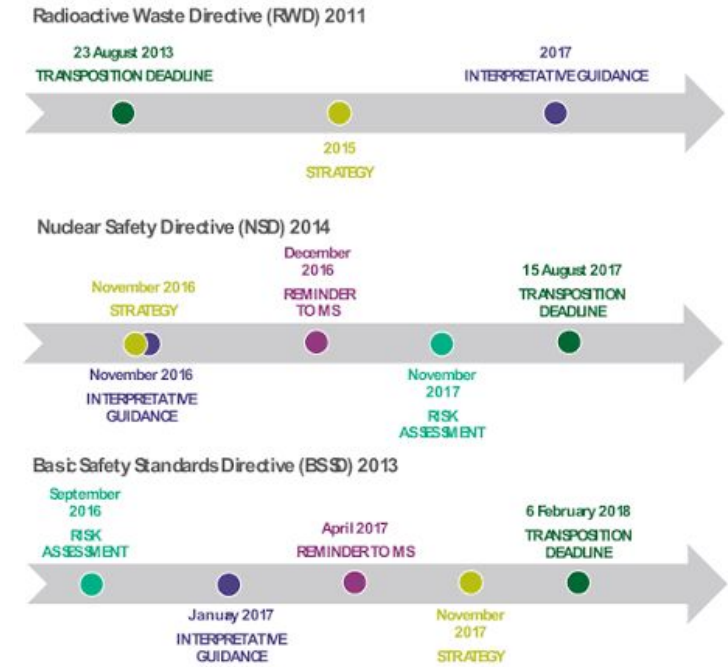 Radioactive Waste Directive (RWD) 2011
23 August 2013
TRANSPOSITION DEADLINE
2017
INTERPRETATIVE GUIDANCE
2015
STRATEGY
Nuclear Safety Directive (NSD) 2014
November 2016
STRATEGY
December
2016
REMINDER
TO MS
15 August 2017
TRANSPOSITION
DEADLINE
November 2016
INTERPRETATIVE
GUIDANCE
November
2017
RISK
ASSESSMENT
Basic Safety Standards Directive (BSSD) 2013
September
2016
RISK
ASSESSMENT
April 2017
REMINDER TO MS
6 February 2018
TRANSPOSITION
DEADLINE
January 2017
INTERPRETATIVE
GUIDANCE
November
2017
STRATEGY